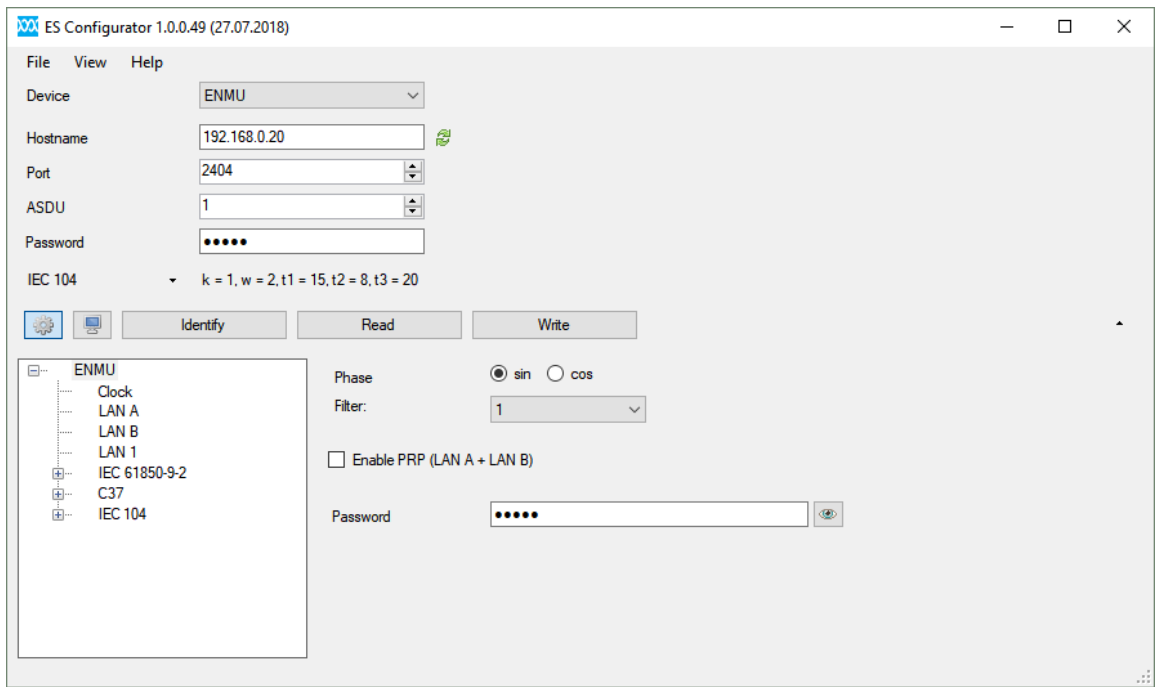 ES Configurator 1.0.0.49 (27.07.2018)
File View Help
Device ENMU
Hostname 192.168.0.20
Port 2404
ASDU 1
Password •••••
IEC 104 k = 1, w = 2, t1 = 15, t2 = 8, t3 = 20
Identify Read Write
ENMU
Clock
LAN A
LAN B
LAN 1
IEC 61850-9-2
C37
IEC 104
Phase sin cos
Filter: 1
Enable PRP (LAN A + LAN B)
Password •••••